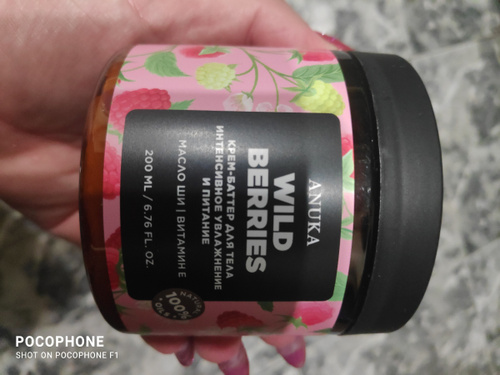 ANUKA
WILD
BERRIES
КРЕМ-БАТТЕР ДЛЯ ТЕЛА
ИНТЕНСИВНОЕ УВЛАЖНЕНИЕ
И ПИТАНИЕ
МАСЛО ШИ | ВИТАМИН Е
200 ML / 6.76 FL. OZ.
100%
POCOPHONE
SHOT ON POCOPHONE F1